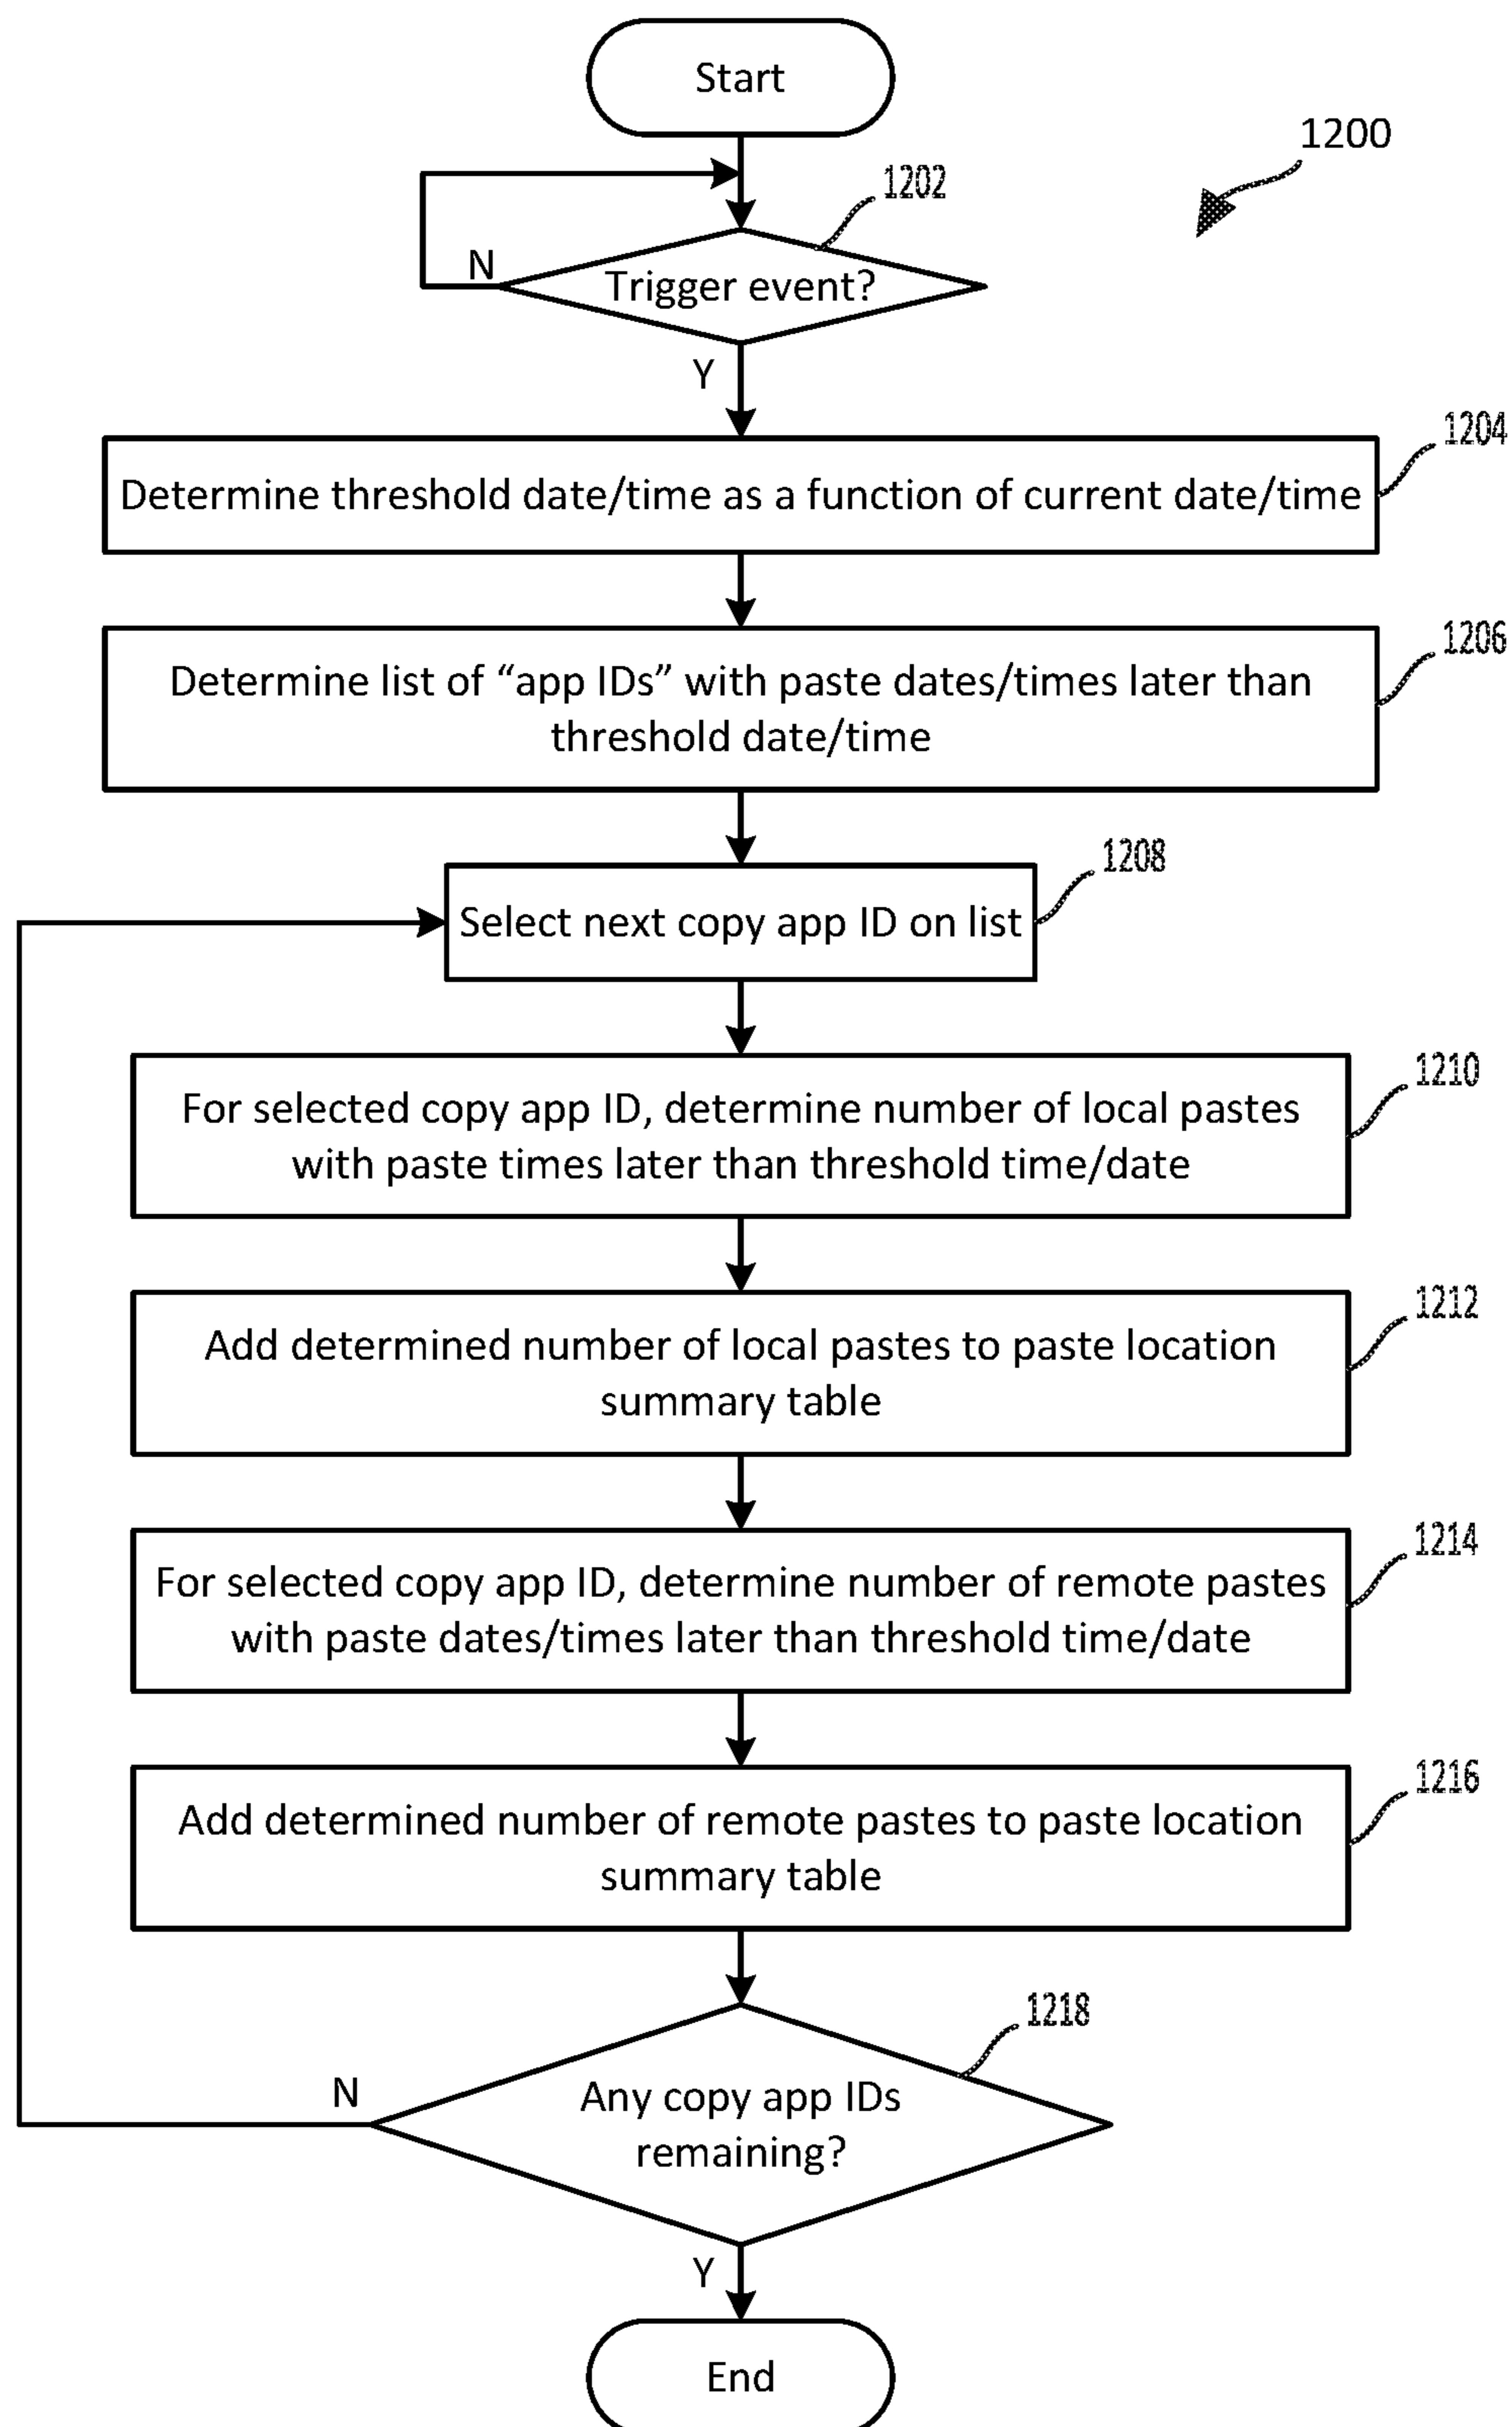 Start
1200
1202
N
Trigger event?
Y
1204
Determine threshold date/time as a function of current date/time
1206
Determine list of “app IDs” with paste dates/times later than
threshold date/time
1208
Select next copy app ID on list
1210
For selected copy app ID, determine number of local pastes
with paste times later than threshold time/date
1212
Add determined number of local pastes to paste location
summary table
1214
For selected copy app ID, determine number of remote pastes
with paste dates/times later than threshold time/date
1216
Add determined number of remote pastes to paste location
summary table
1218
N
Any copy app IDs
remaining?
Y
End